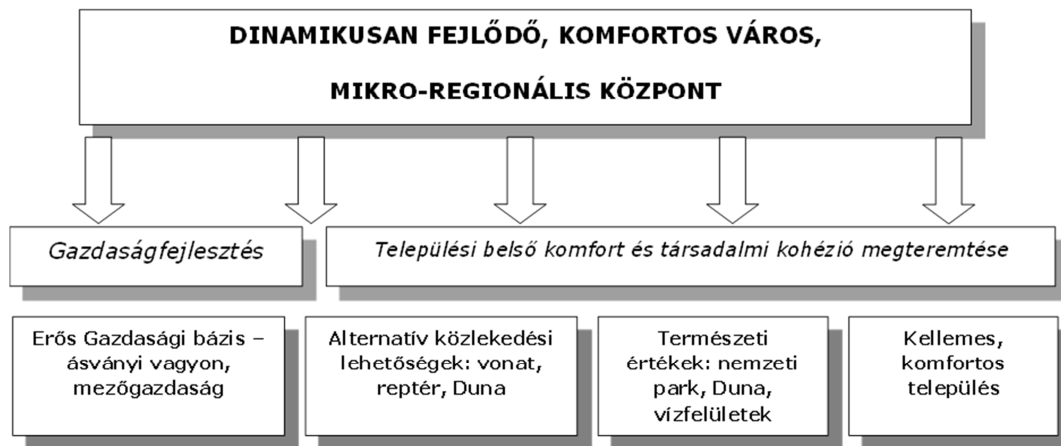 DINAMIKUSAN FEJLŐDŐ, KOMFORTOS VÁROS,
MIKRO-REGIONÁLIS KÖZPONT
Gazdaságfejlesztés
Települési belső komfort és társadalmi kohézió megteremtése
Erős Gazdasági bázis –
ásványi vagyon,
mezőgazdaság
Alternatív közlekedési
lehetőségek: vonat,
reptér, Duna
Természeti
értékek: nemzeti
park, Duna,
vízfelületek
Kellemes,
komfortos
település